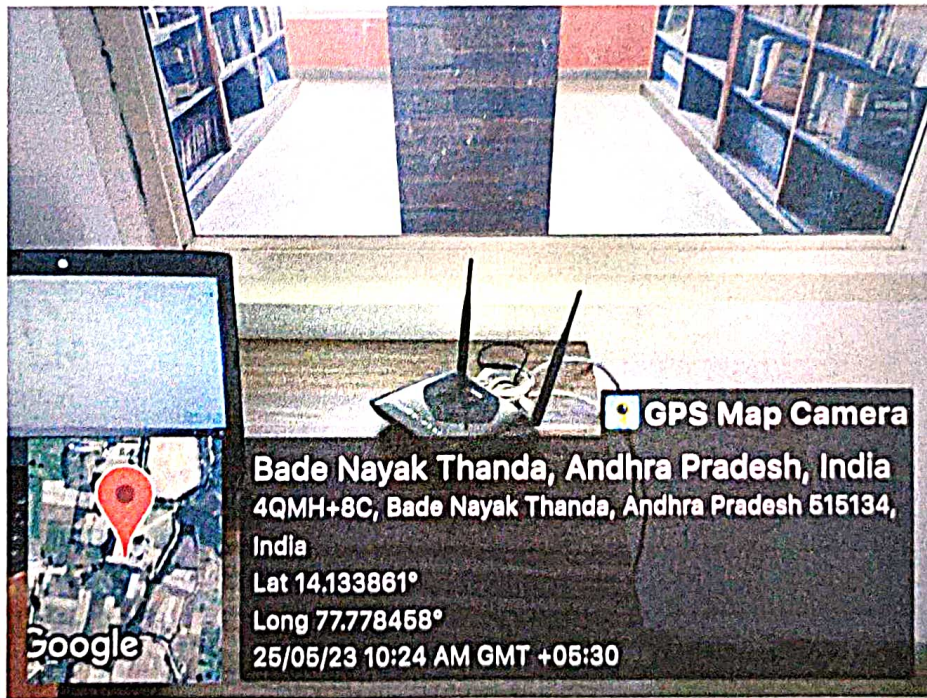 GPS Map Camera
Bade Nayak Thanda, Andhra Pradesh, India
4QMH+8C, Bade Nayak Thanda, Andhra Pradesh 515134,
India
Lat 14.133861°
Long 77.778458°
25/05/23 10:24 AM GMT +05:30
Google